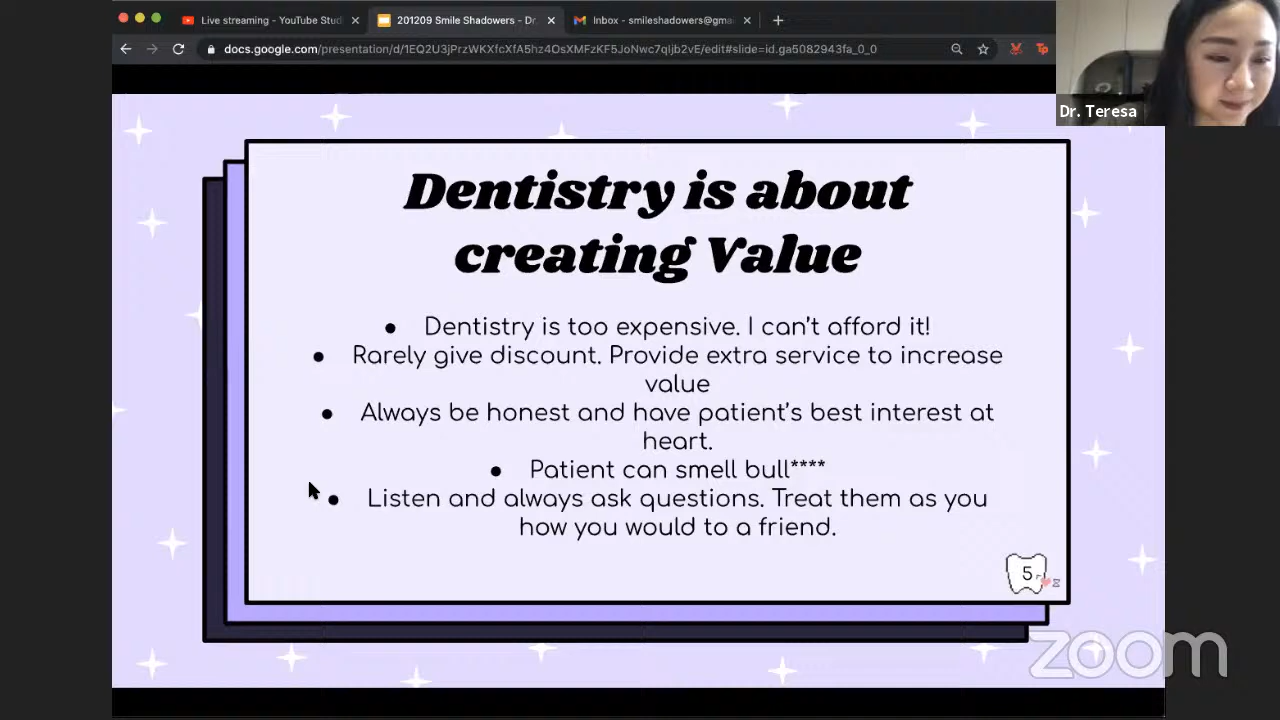 Live streaming - YouTube Stud
201209 Smile Shadowers - Dr.
Inbox - smileshadowers@gma
docs.google.com/presentation/d/1EQ2U3jPrzWKXfcXfA5hz4OsXMFzKF5JoNwc7qIjb2vE/edit#slide=id.ga5082943fa_0_0
Dr. Teresa
Dentistry is about
creating Value
● Dentistry is too expensive. I can't afford it!
● Rarely give discount. Provide extra service to increase
value
● Always be honest and have patient's best interest at
heart.
● Patient can smell bull****
● Listen and always ask questions. Treat them as you
how you would to a friend.
5
zoom